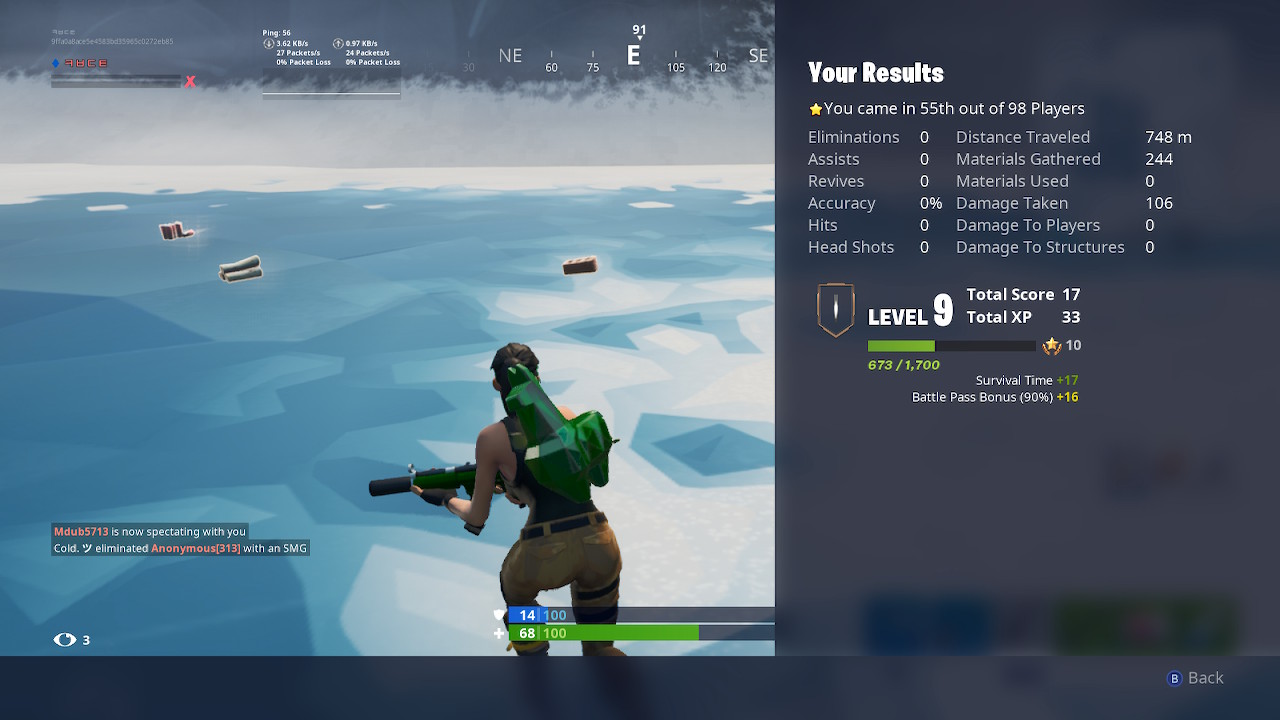 ꟼUCE
9ffa0a8ace5e4583bd35965c0272eb85
Ping: 56
3.62 KB/s 0.97 KB/s
27 Packets/s 24 Packets/s
0% Packet Loss 0% Packet Loss
91
30 NE 60 75 E 105 120 SE
X
Your Results
You came in 55th out of 98 Players
Eliminations 0 Distance Traveled 748 m
Assists 0 Materials Gathered 244
Revives 0 Materials Used 0
Accuracy 0% Damage Taken 106
Hits 0 Damage To Players 0
Head Shots 0 Damage To Structures 0
LEVEL 9
Total Score 17
Total XP 33
10
673 / 1,700
Survival Time +17
Battle Pass Bonus (90%) +16
Mdub5713 is now spectating with you
Cold. ツ eliminated Anonymous[313] with an SMG
14 | 100
68 | 100
3
B Back